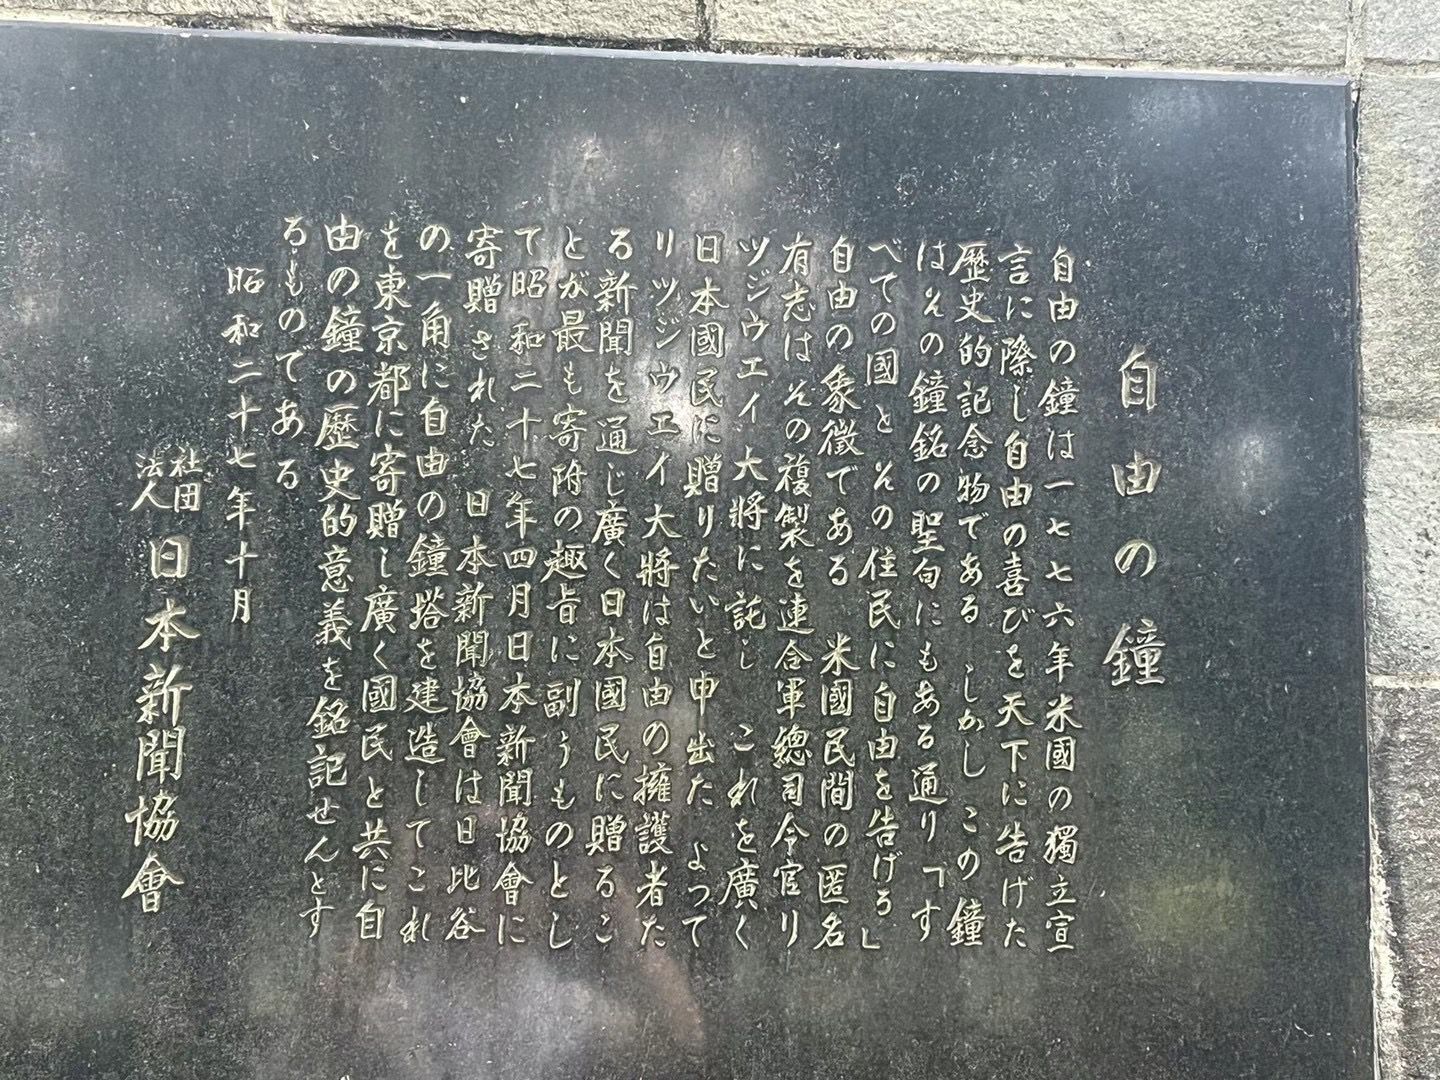 自由の鐘
自由の鐘は一七七六年米國の獨立宣
言に際し自由の喜びを天下に告げた
歴史的記念物である しかし この鐘
はその鐘銘の聖句にもある通り「す
べての國とその住民に自由を告げる」
自由の象徴である 米國民間の匿名
有志はその複製を連合軍總司令官リ
ツジウエイ大將に託し これを廣く
日本國民に贈りたいと申出た よって
リツジウエイ大將は自由の擁護者た
る新聞を通じ廣く日本國民に贈るこ
とが最も寄附の趣旨に副うものとし
て昭和二十七年四月日本新聞協會に
寄贈された 日本新聞協會は日比谷
の一角に自由の鐘塔を建造してこれ
を東京都に寄贈し廣く國民と共に自
由の鐘の歴史的意義を銘記せんとす
るものである
昭和二十七年十月
社団法人 日本新聞協會